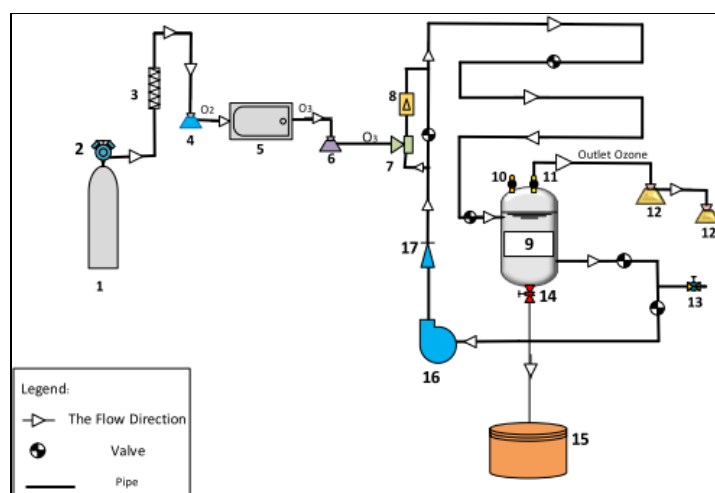 3
O2
O3
8
2
4
5
6
O3
7
Outlet Ozone
10
11
12
12
9
17
1
14
13
16
15
Legend:
The Flow Direction
Valve
Pipe